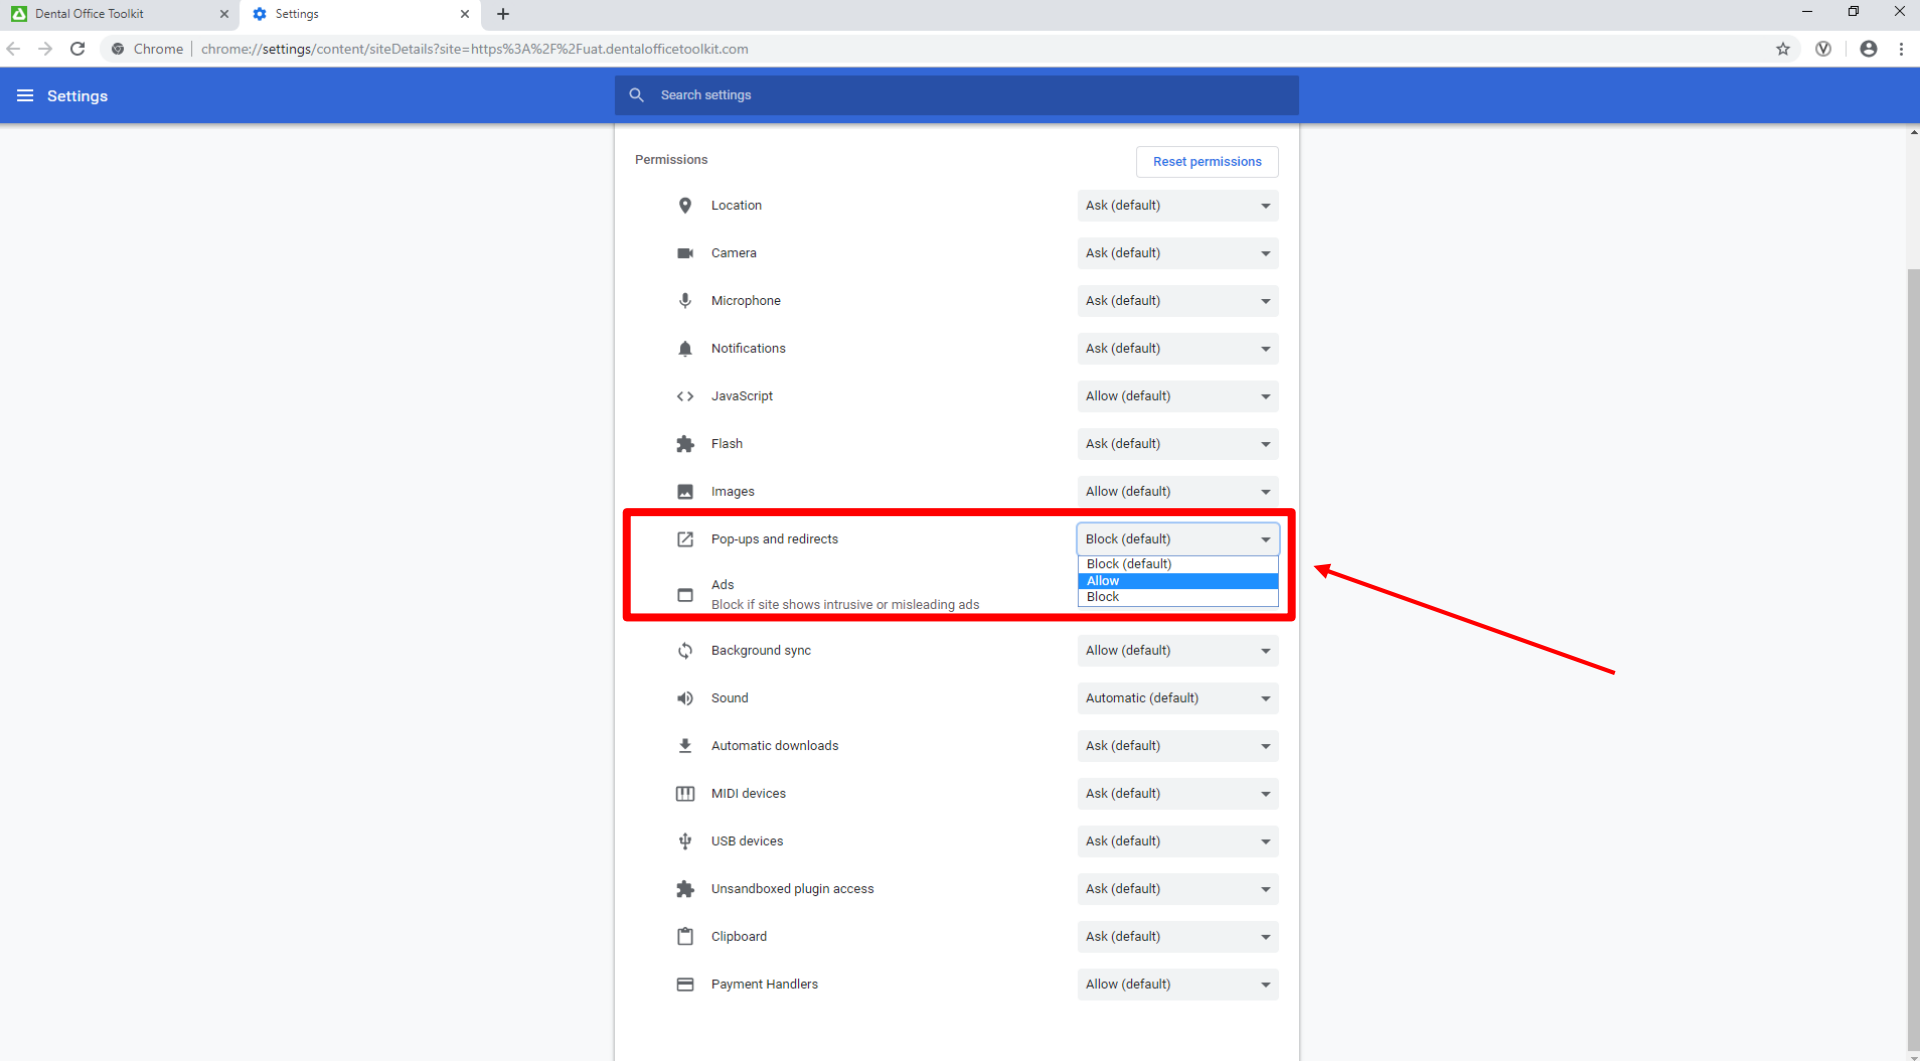 Dental Office Toolkit
Settings
Chrome
chrome://settings/content/siteDetails?site=https%3A%2F%2Fuat.dentalofficetoolkit.com
Settings
Search settings
Permissions
Reset permissions
Location
Ask (default)
Camera
Ask (default)
Microphone
Ask (default)
Notifications
Ask (default)
JavaScript
Allow (default)
Flash
Ask (default)
Images
Allow (default)
Pop-ups and redirects
Block (default)
Block (default)
Allow
Block
Ads
Block if site shows intrusive or misleading ads
Background sync
Allow (default)
Sound
Automatic (default)
Automatic downloads
Ask (default)
MIDI devices
Ask (default)
USB devices
Ask (default)
Unsandboxed plugin access
Ask (default)
Clipboard
Ask (default)
Payment Handlers
Allow (default)